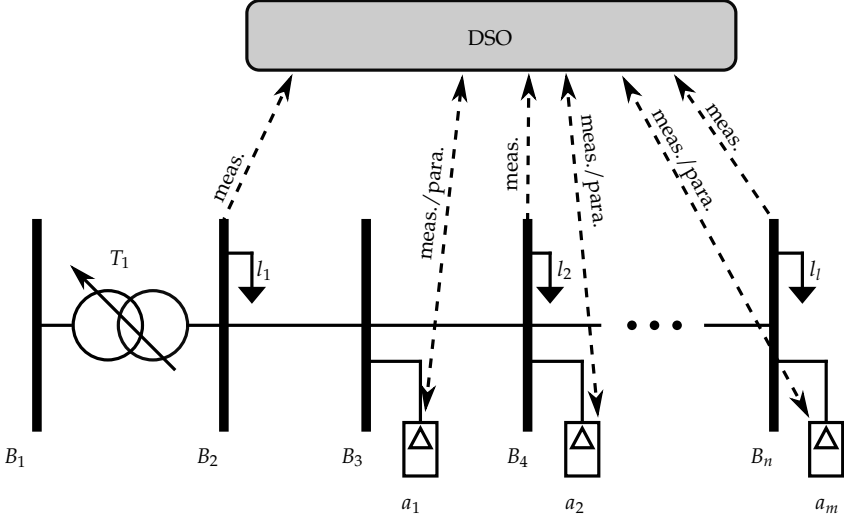 DSO
meas.
meas./para.
meas.
meas./para.
meas./para.
meas.
T₁
l₁
l₂
lₗ
B₁
B₂
B₃
B₄
Bₙ
a₁
a₂
aₘ